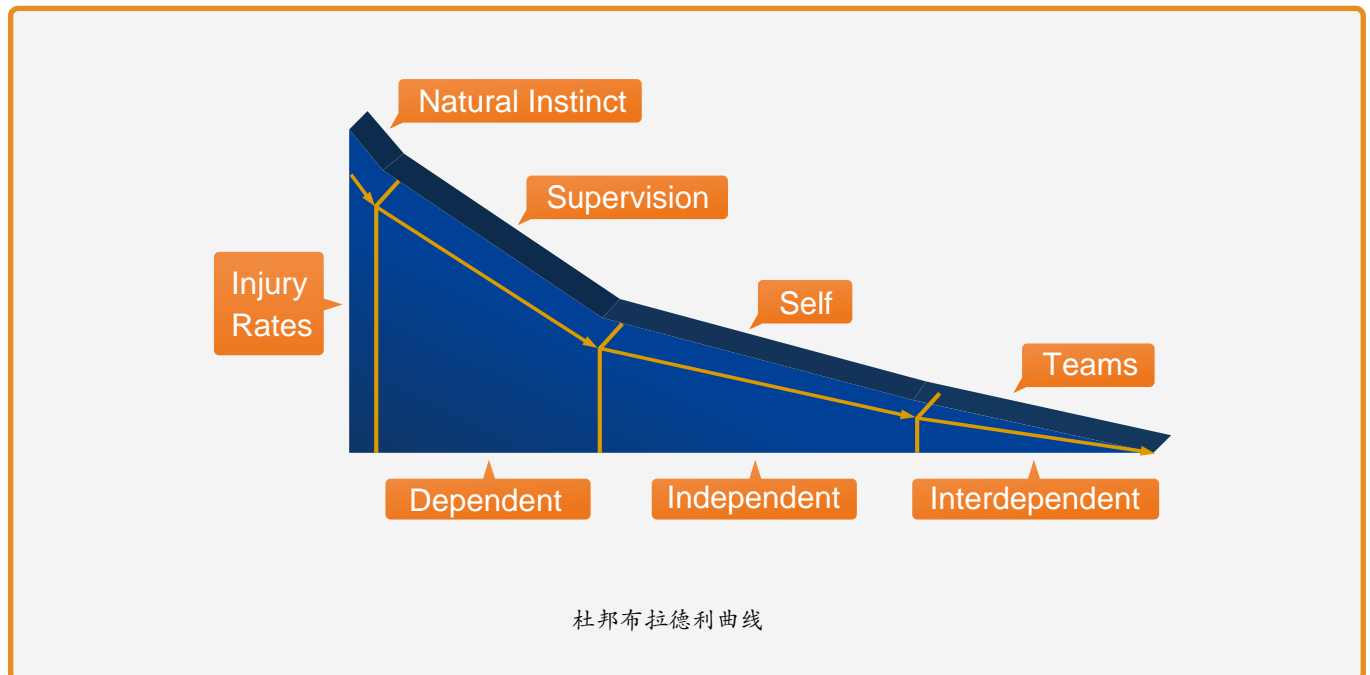 Natural Instinct
Supervision
Injury
Rates
Self
Teams
Dependent
Independent
Interdependent
杜邦布拉德利曲线